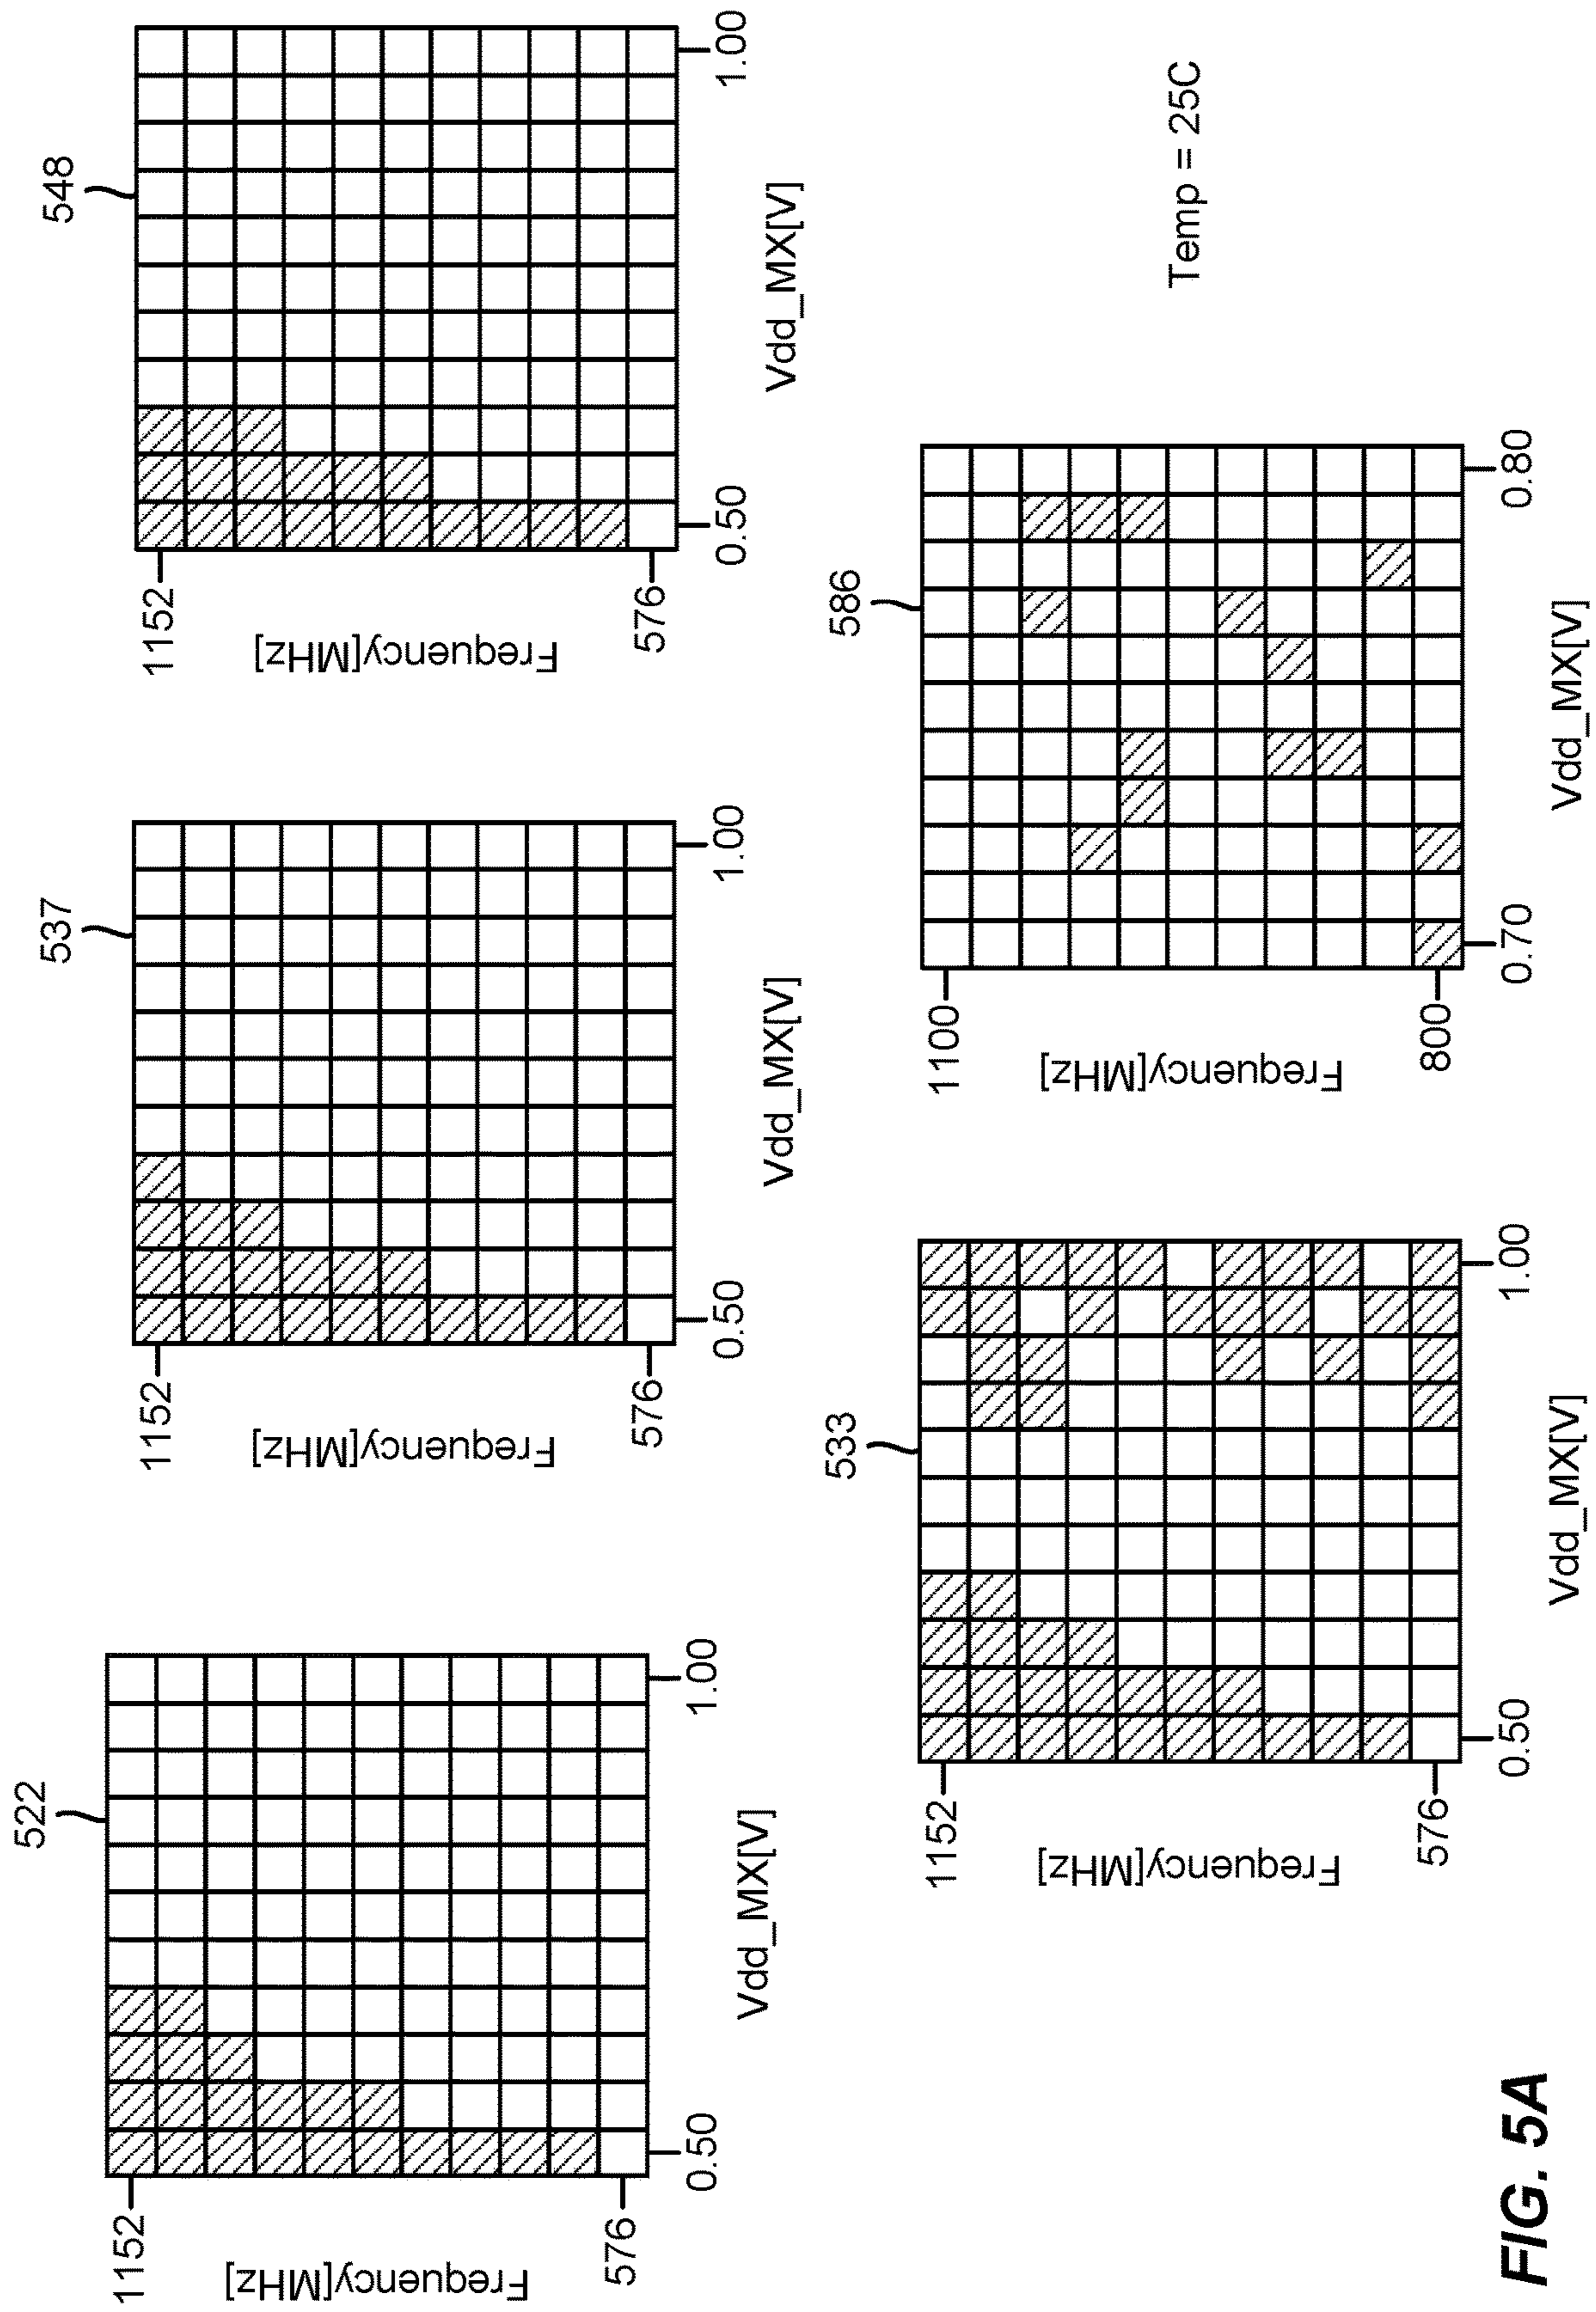 522
1152
Frequency[MHz]
576
0.50
1.00
Vdd_MX[V]
537
1152
Frequency[MHz]
576
0.50
1.00
Vdd_MX[V]
548
1152
Frequency[MHz]
576
0.50
1.00
Vdd_MX[V]
533
1152
Frequency[MHz]
576
0.50
1.00
Vdd_MX[V]
586
1100
Frequency[MHz]
800
0.70
0.80
Vdd_MX[V]
Temp = 25C
FIG. 5A